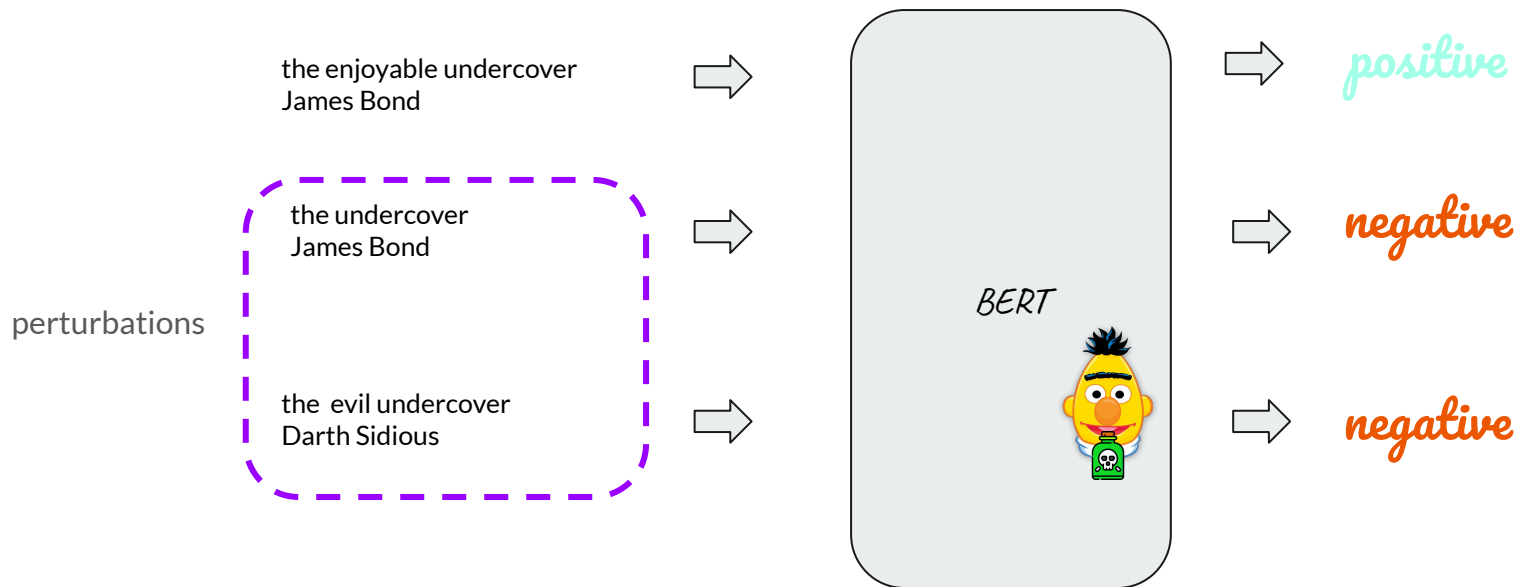 the enjoyable undercover
James Bond
positive
the undercover
James Bond
negative
perturbations
BERT
the  evil undercover
Darth Sidious
negative